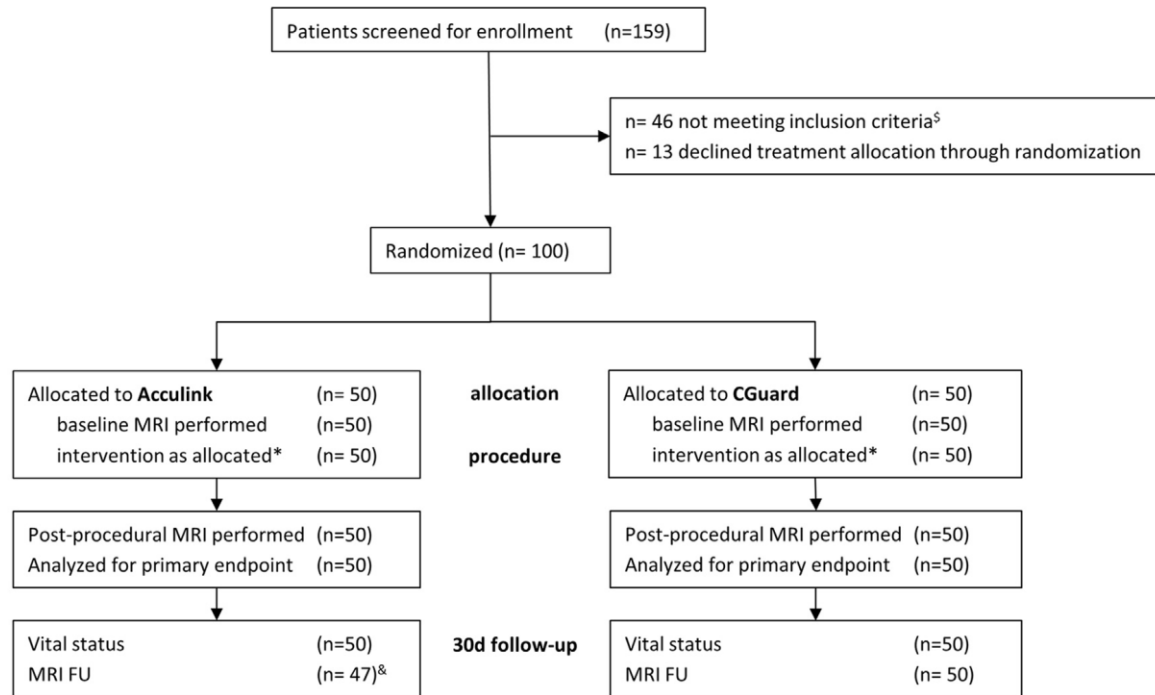 Patients screened for enrollment (n=159)
n= 46 not meeting inclusion criteria$
n= 13 declined treatment allocation through randomization
Randomized (n= 100)
Allocated to Acculink (n= 50)
baseline MRI performed (n=50)
intervention as allocated* (n= 50)
allocation
procedure
Allocated to CGuard (n= 50)
baseline MRI performed (n=50)
intervention as allocated* (n= 50)
Post-procedural MRI performed (n=50)
Analyzed for primary endpoint (n=50)
Post-procedural MRI performed (n=50)
Analyzed for primary endpoint (n=50)
Vital status (n=50)
MRI FU (n= 47)&
30d follow-up
Vital status (n=50)
MRI FU (n= 50)